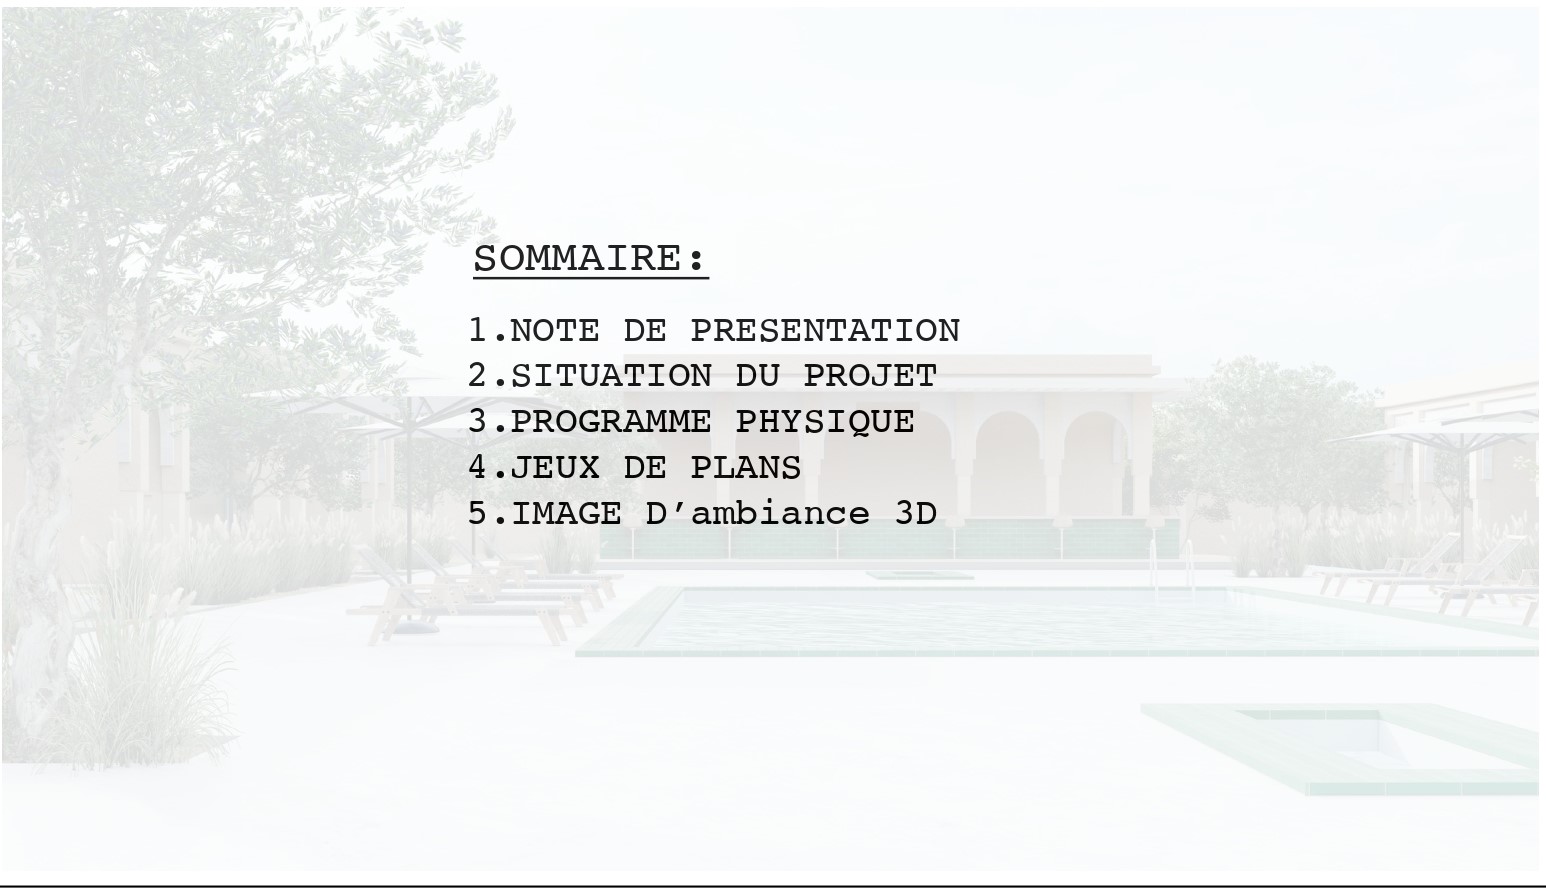 SOMMAIRE:
1.NOTE DE PRESENTATION
2.SITUATION DU PROJET
3.PROGRAMME PHYSIQUE
4.JEUX DE PLANS
5.IMAGE D’ambiance 3D